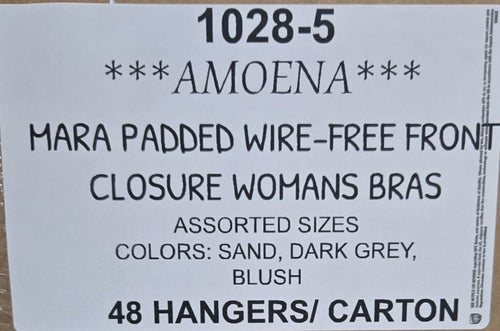 1028-5
***AMOENA***
MARA PADDED WIRE-FREE FRONT
CLOSURE WOMANS BRAS
ASSORTED SIZES
COLORS: SAND, DARK GREY,
BLUSH
48 HANGERS/ CARTON